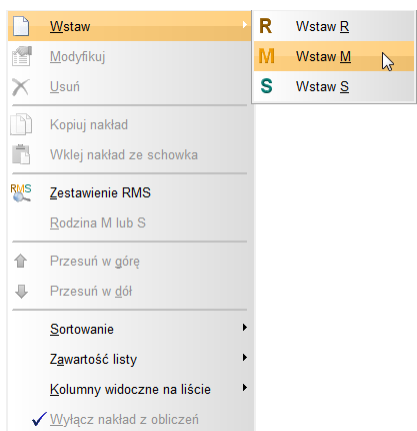 Wstaw
R Wstaw R
Modyfikuj
M Wstaw M
Usuń
S Wstaw S
Kopiuj nakład
Wklej nakład ze schowka
RMS Zestawienie RMS
Rodzina M lub S
Przesuń w górę
Przesuń w dół
Sortowanie
Zawartość listy
Kolumny widoczne na liście
Wyłącz nakład z obliczeń